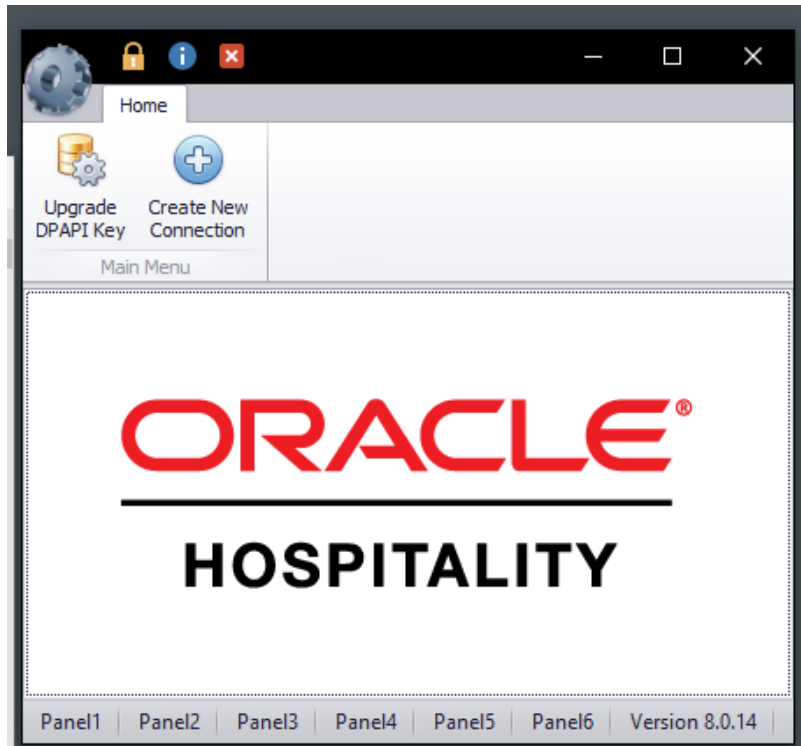 Home
Upgrade DPAPI Key
Create New Connection
Main Menu
ORACLE®
HOSPITALITY
Panel1 Panel2 Panel3 Panel4 Panel5 Panel6 Version 8.0.14